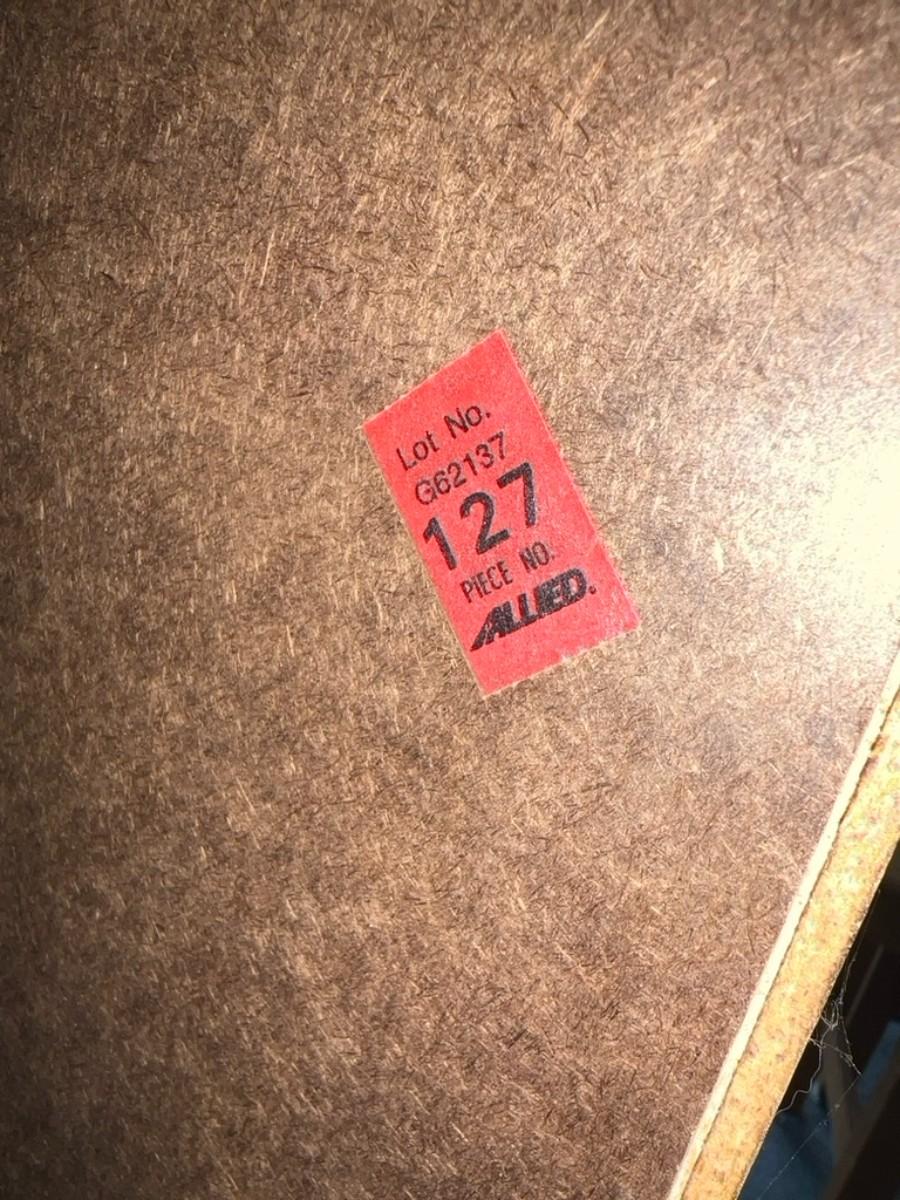 Lot No.
G62137
127
PIECE NO.
ALLIED.